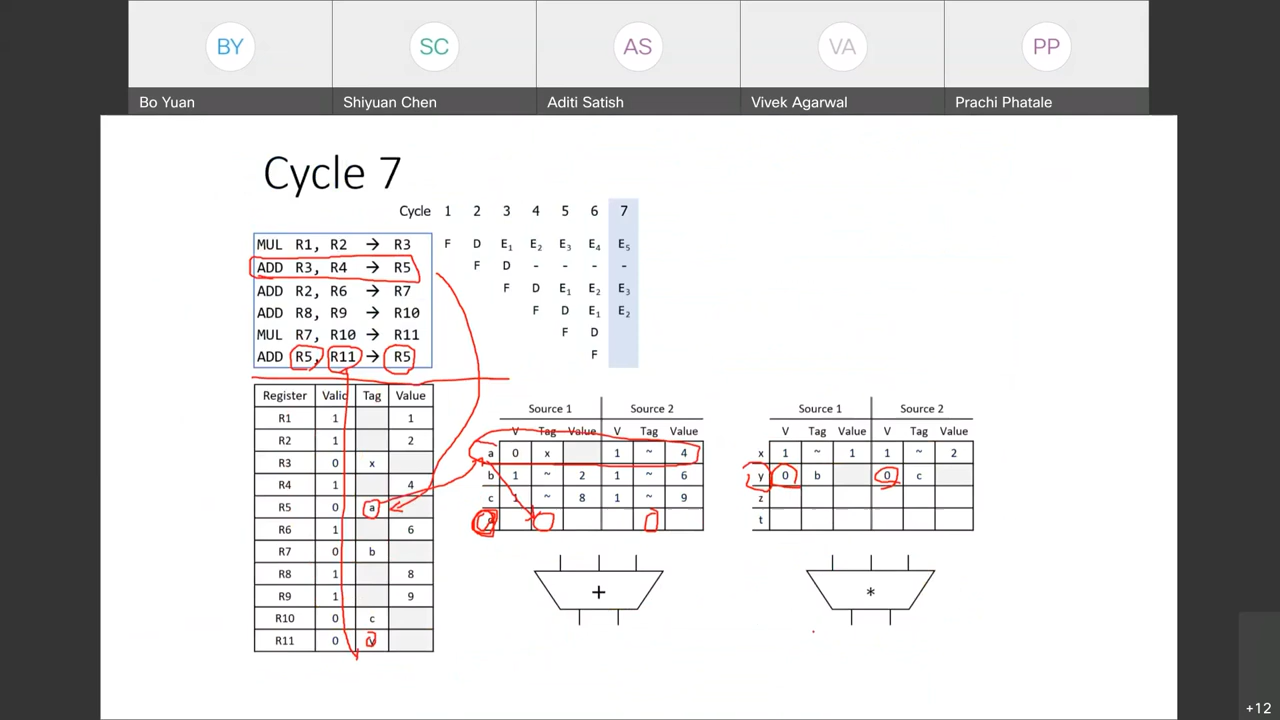 BY SC AS VA PP
Bo Yuan Shiyuan Chen Aditi Satish Vivek Agarwal Prachi Phatale
Cycle 7
Cycle 1 2 3 4 5 6 7
MUL R1, R2 → R3 F D E₁ E₂ E₃ E₄ E₅
ADD R3, R4 → R5 F D - - - -
ADD R2, R6 → R7 F D E₁ E₂ E₃
ADD R8, R9 → R10 F D E₁ E₂
MUL R7, R10 → R11 F D
ADD R5, R11 → R5 F
Register Valid Tag Value
R1 1 1
R2 1 2
R3 0 x
R4 1 4
R5 0 a
R6 1 6
R7 0 b
R8 1 8
R9 1 9
R10 0 c
R11 0 y
Source 1 Source 2
V Tag Value V Tag Value
a 0 x 1 ~ 4
b 1 ~ 2 1 ~ 6
c 1 ~ 8 1 ~ 9
d
+
Source 1 Source 2
V Tag Value V Tag Value
x 1 ~ 1 1 ~ 2
y 0 b 0 c
z
t
*
+12